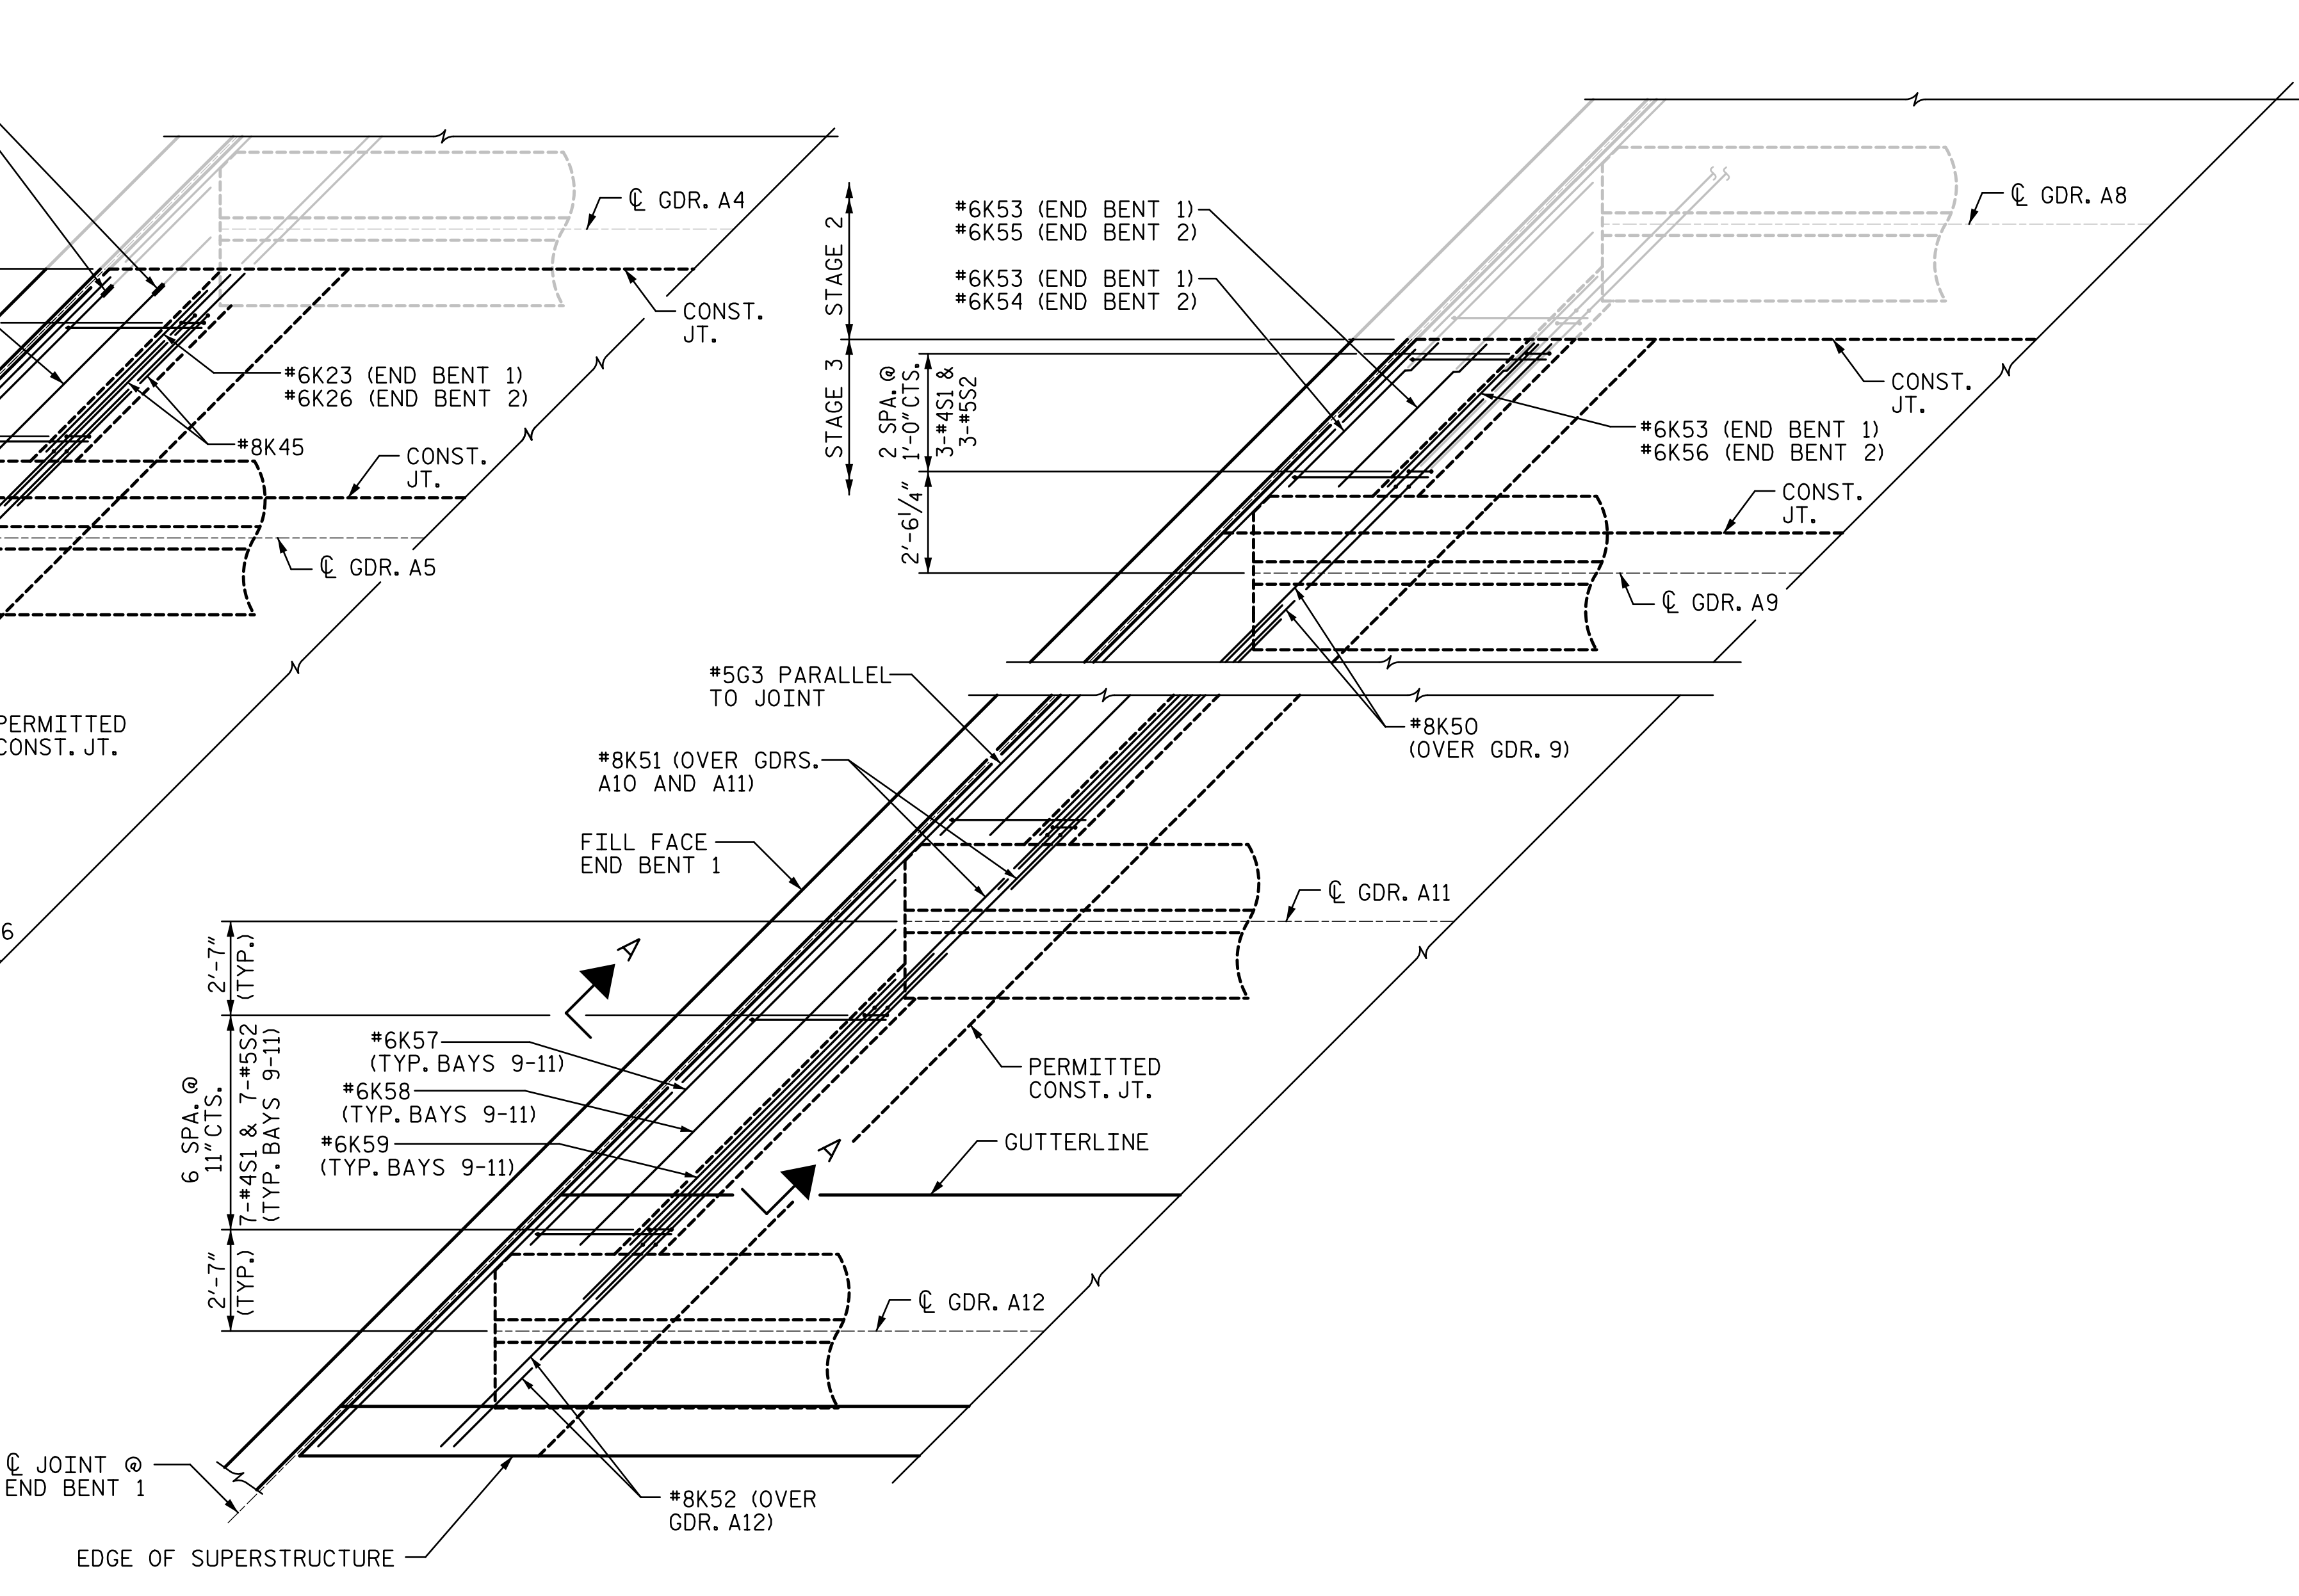 ℄ GDR. A4
CONST.
JT.
#6K23 (END BENT 1)
#6K26 (END BENT 2)
#8K45
CONST.
JT.
℄ GDR. A5
PERMITTED
CONST. JT.
6
STAGE 2
STAGE 3
#6K53 (END BENT 1)
#6K55 (END BENT 2)
#6K53 (END BENT 1)
#6K54 (END BENT 2)
℄ GDR. A8
2 SPA. @
1'-0" CTS.
3-#4S1 &
3-#5S2
2'-6¼"
CONST.
JT.
#6K53 (END BENT 1)
#6K56 (END BENT 2)
CONST.
JT.
℄ GDR. A9
#8K50
(OVER GDR. 9)
#5G3 PARALLEL
TO JOINT
#8K51 (OVER GDRS.
A10 AND A11)
FILL FACE
END BENT 1
℄ GDR. A11
2'-7"
(TYP.)
A
6 SPA. @
11" CTS.
7-#4S1 & 7-#5S2
(TYP. BAYS 9-11)
#6K57
(TYP. BAYS 9-11)
#6K58
(TYP. BAYS 9-11)
#6K59
(TYP. BAYS 9-11)
PERMITTED
CONST. JT.
A
GUTTERLINE
2'-7"
(TYP.)
℄ GDR. A12
℄ JOINT @
END BENT 1
#8K52 (OVER
GDR. A12)
EDGE OF SUPERSTRUCTURE